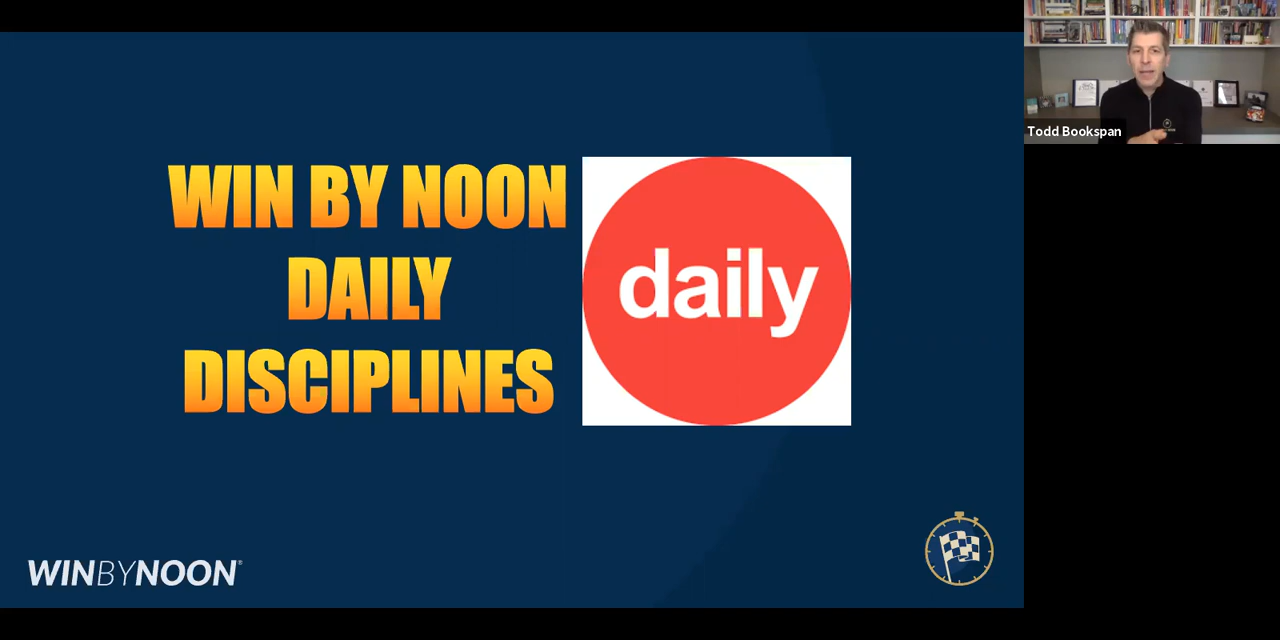 WIN BY NOON
DAILY
DISCIPLINES
daily
WINBYNOON®
Todd Bookspan